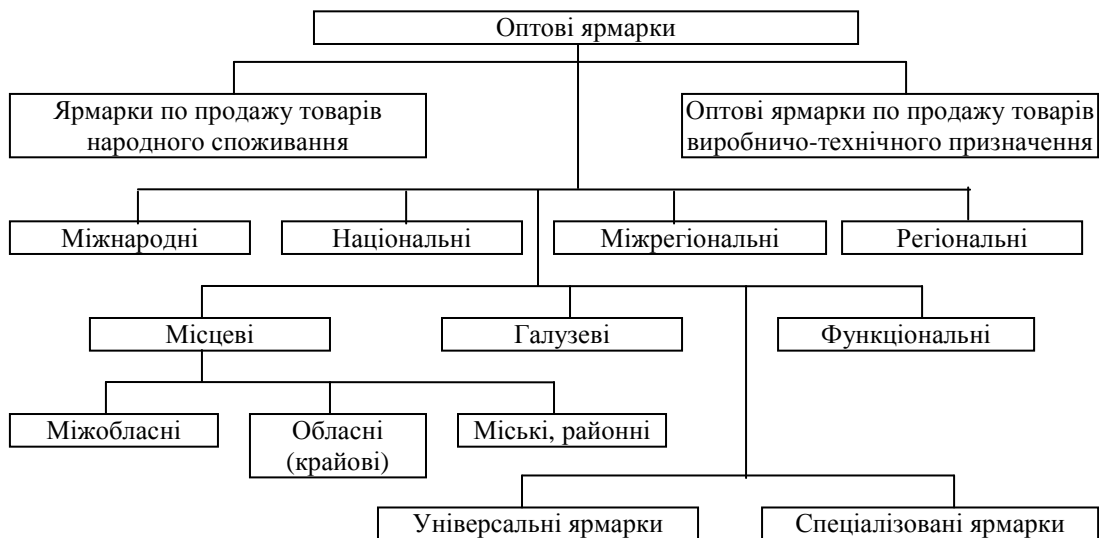 Оптові ярмарки
Ярмарки по продажу товарів
народного споживання
Оптові ярмарки по продажу товарів
виробничо-технічного призначення
Міжнародні
Національні
Міжрегіональні
Регіональні
Місцеві
Галузеві
Функціональні
Міжобласні
Обласні
(крайові)
Міські, районні
Універсальні ярмарки
Спеціалізовані ярмарки